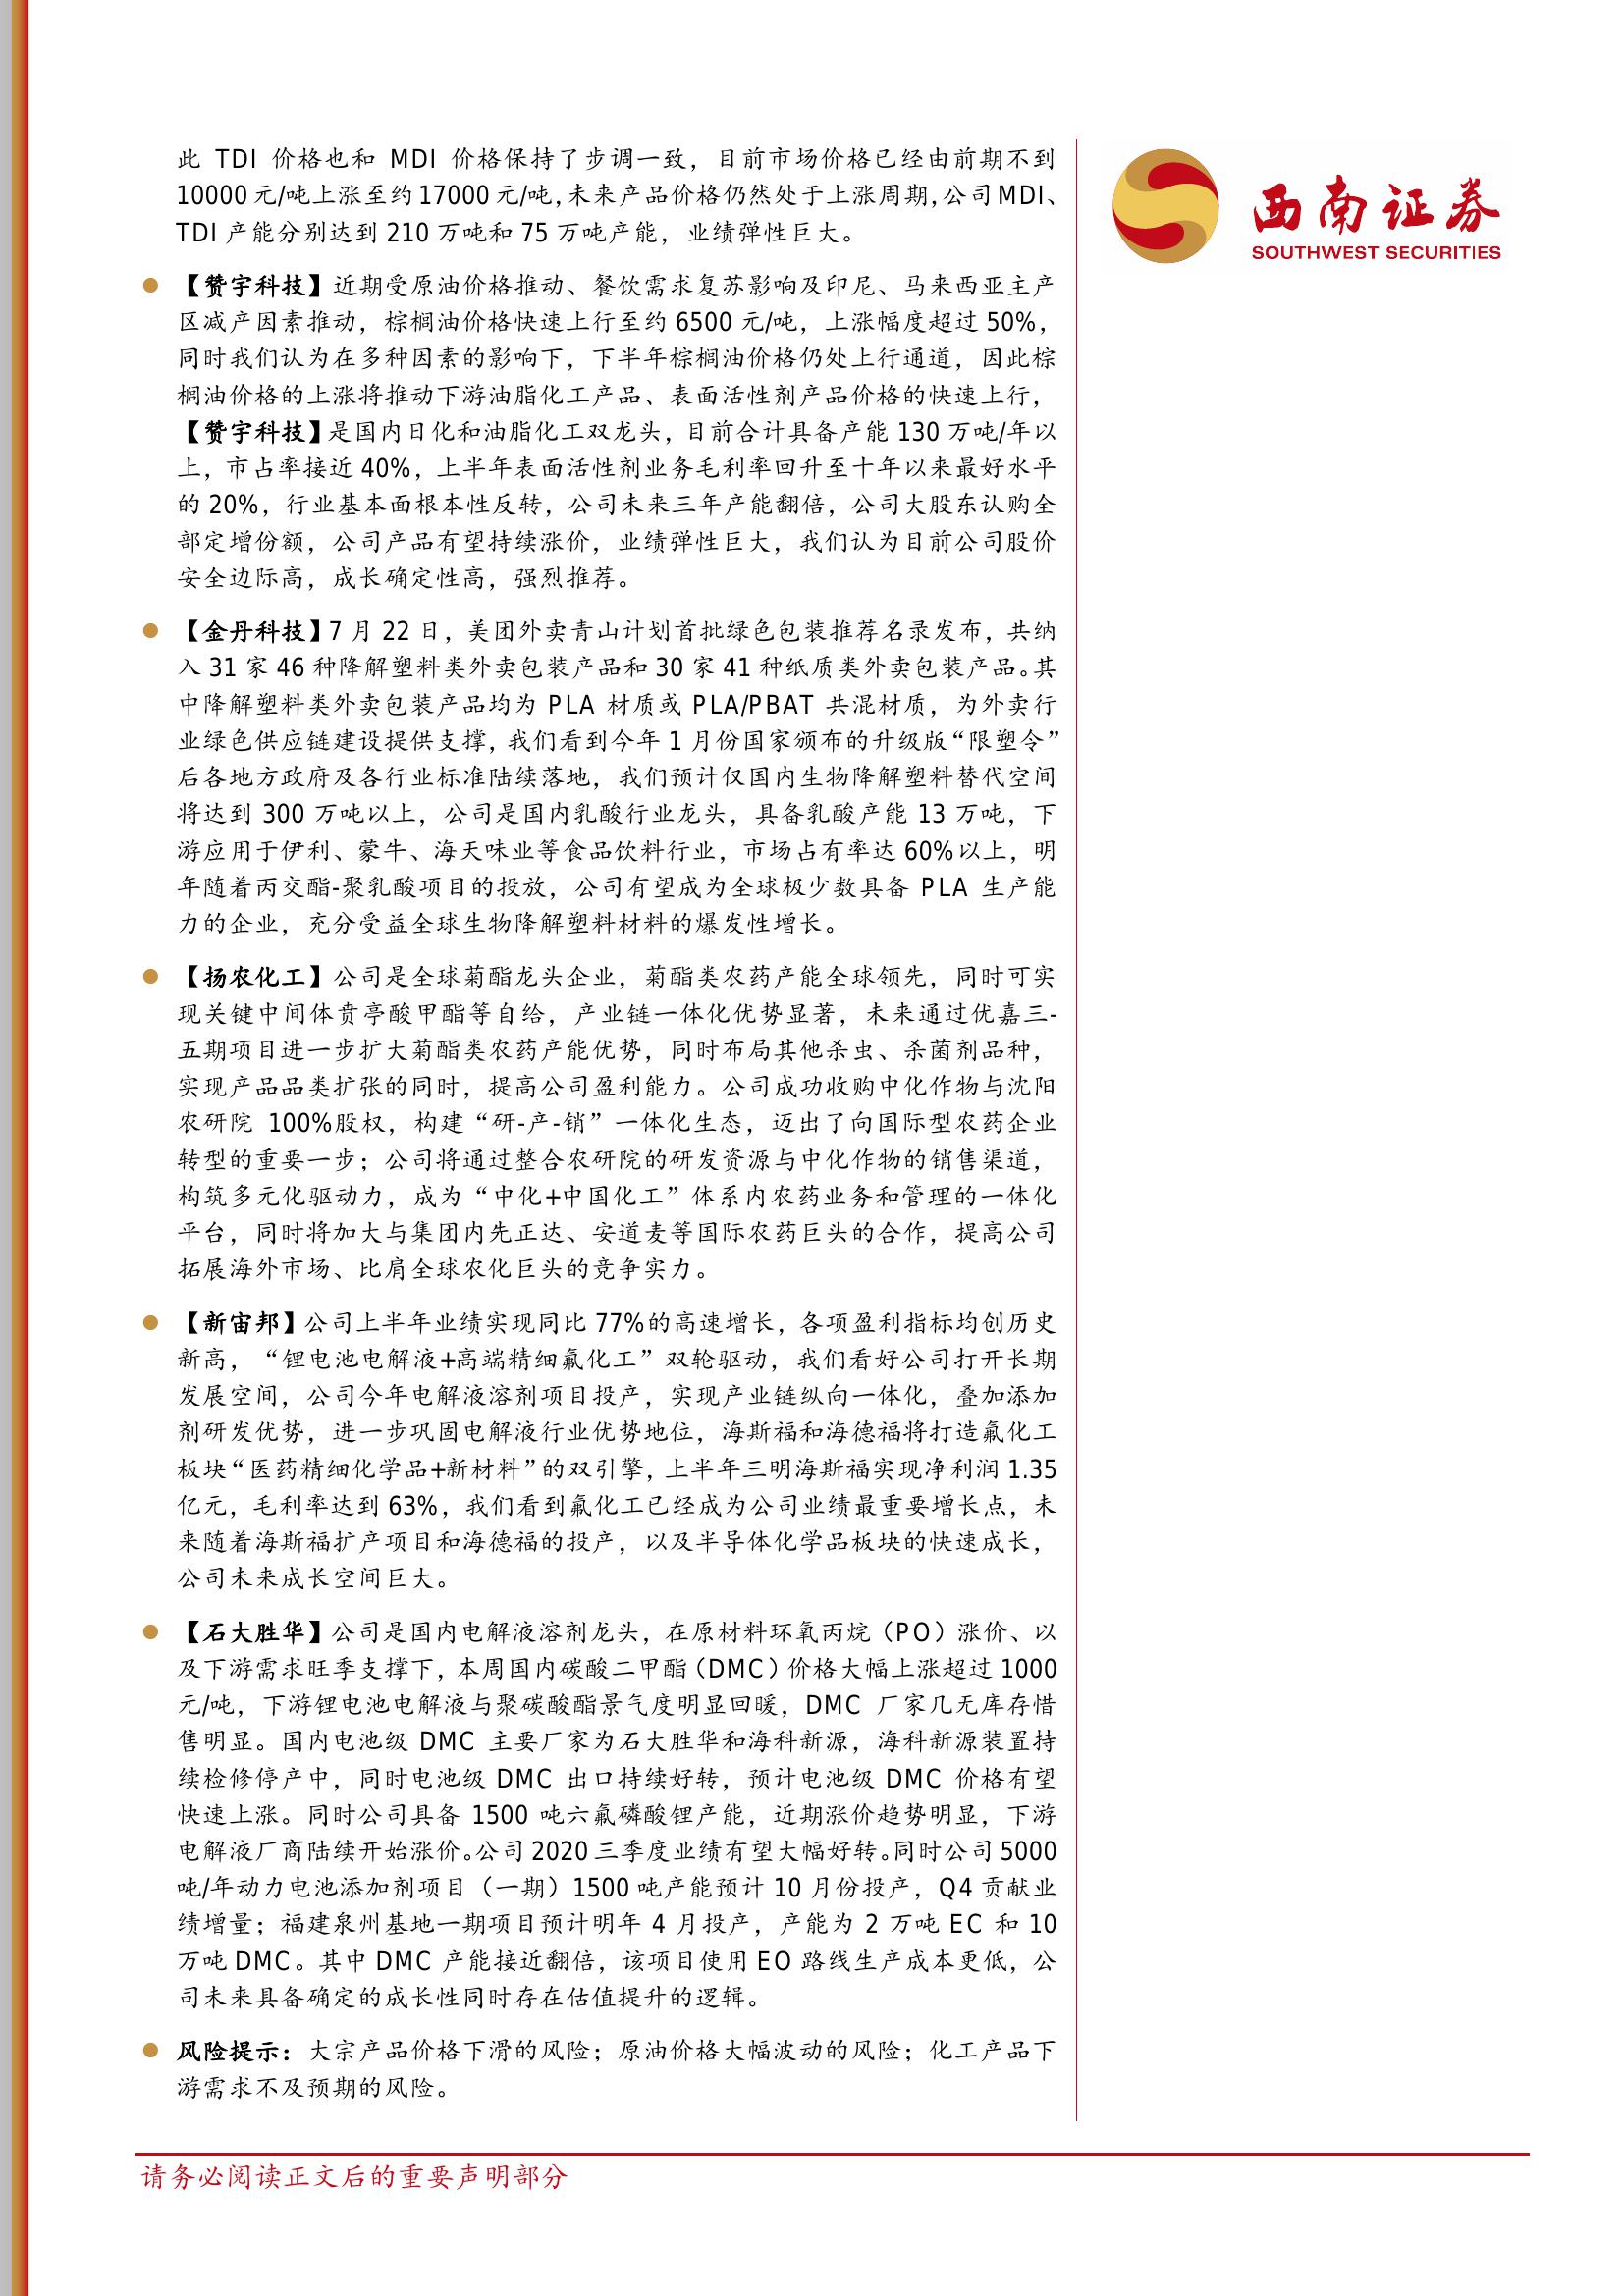 此 TDI 价格也和 MDI 价格保持了步调一致，目前市场价格已经由前期不到
10000 元/吨上涨至约 17000 元/吨，未来产品价格仍然处于上涨周期，公司 MDI、
TDI 产能分别达到 210 万吨和 75 万吨产能，业绩弹性巨大。
【赞宇科技】近期受原油价格推动、餐饮需求复苏影响及印尼、马来西亚主产
区减产因素推动，棕榈油价格快速上行至约 6500 元/吨，上涨幅度超过 50%，
同时我们认为在多种因素的影响下，下半年棕榈油价格仍处上行通道，因此棕
榈油价格的上涨将推动下游油脂化工产品、表面活性剂产品价格的快速上行，
【赞宇科技】是国内日化和油脂化工双龙头，目前合计具备产能 130 万吨/年以
上，市占率接近 40%，上半年表面活性剂业务毛利率回升至十年以来最好水平
的 20%，行业基本面根本性反转，公司未来三年产能翻倍，公司大股东认购全
部定增份额，公司产品有望持续涨价，业绩弹性巨大，我们认为目前公司股价
安全边际高，成长确定性高，强烈推荐。
【金丹科技】7 月 22 日，美团外卖青山计划首批绿色包装推荐名录发布，共纳
入 31 家 46 种降解塑料类外卖包装产品和 30 家 41 种纸质类外卖包装产品。其
中降解塑料类外卖包装产品均为 PLA 材质或 PLA/PBAT 共混材质，为外卖行
业绿色供应链建设提供支撑，我们看到今年 1 月份国家颁布的升级版“限塑令”
后各地方政府及各行业标准陆续落地，我们预计仅国内生物降解塑料替代空间
将达到 300 万吨以上，公司是国内乳酸行业龙头，具备乳酸产能 13 万吨，下
游应用于伊利、蒙牛、海天味业等食品饮料行业，市场占有率达 60%以上，明
年随着丙交酯-聚乳酸项目的投放，公司有望成为全球极少数具备 PLA 生产能
力的企业，充分受益全球生物降解塑料材料的爆发性增长。
【扬农化工】公司是全球菊酯龙头企业，菊酯类农药产能全球领先，同时可实
现关键中间体贲亭酸甲酯等自给，产业链一体化优势显著，未来通过优嘉三-
五期项目进一步扩大菊酯类农药产能优势，同时布局其他杀虫、杀菌剂品种，
实现产品品类扩张的同时，提高公司盈利能力。公司成功收购中化作物与沈阳
农研院 100%股权，构建“研-产-销”一体化生态，迈出了向国际型农药企业
转型的重要一步；公司将通过整合农研院的研发资源与中化作物的销售渠道，
构筑多元化驱动力，成为“中化+中国化工”体系内农药业务和管理的一体化
平台，同时将加大与集团内先正达、安道麦等国际农药巨头的合作，提高公司
拓展海外市场、比肩全球农化巨头的竞争实力。
【新宙邦】公司上半年业绩实现同比 77%的高速增长，各项盈利指标均创历史
新高，“锂电池电解液+高端精细氟化工”双轮驱动，我们看好公司打开长期
发展空间，公司今年电解液溶剂项目投产，实现产业链纵向一体化，叠加添加
剂研发优势，进一步巩固电解液行业优势地位，海斯福和海德福将打造氟化工
板块“医药精细化学品+新材料”的双引擎，上半年三明海斯福实现净利润 1.35
亿元，毛利率达到 63%，我们看到氟化工已经成为公司业绩最重要增长点，未
来随着海斯福扩产项目和海德福的投产，以及半导体化学品板块的快速成长，
公司未来成长空间巨大。
【石大胜华】公司是国内电解液溶剂龙头，在原材料环氧丙烷（PO）涨价、以
及下游需求旺季支撑下，本周国内碳酸二甲酯（DMC）价格大幅上涨超过 1000
元/吨，下游锂电池电解液与聚碳酸酯景气度明显回暖，DMC 厂家几无库存惜
售明显。国内电池级 DMC 主要厂家为石大胜华和海科新源，海科新源装置持
续检修停产中，同时电池级 DMC 出口持续好转，预计电池级 DMC 价格有望
快速上涨。同时公司具备 1500 吨六氟磷酸锂产能，近期涨价趋势明显，下游
电解液厂商陆续开始涨价。公司 2020 三季度业绩有望大幅好转。同时公司 5000
吨/年动力电池添加剂项目（一期）1500 吨产能预计 10 月份投产，Q4 贡献业
绩增量；福建泉州基地一期项目预计明年 4 月投产，产能为 2 万吨 EC 和 10
万吨 DMC。其中 DMC 产能接近翻倍，该项目使用 EO 路线生产成本更低，公
司未来具备确定的成长性同时存在估值提升的逻辑。
风险提示：大宗产品价格下滑的风险；原油价格大幅波动的风险；化工产品下
游需求不及预期的风险。
西南证券
SOUTHWEST SECURITIES
请务必阅读正文后的重要声明部分